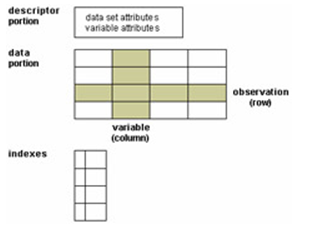 descriptor
portion
data set attributes
variable attributes
data
portion
observation
(row)
variable
(column)
indexes